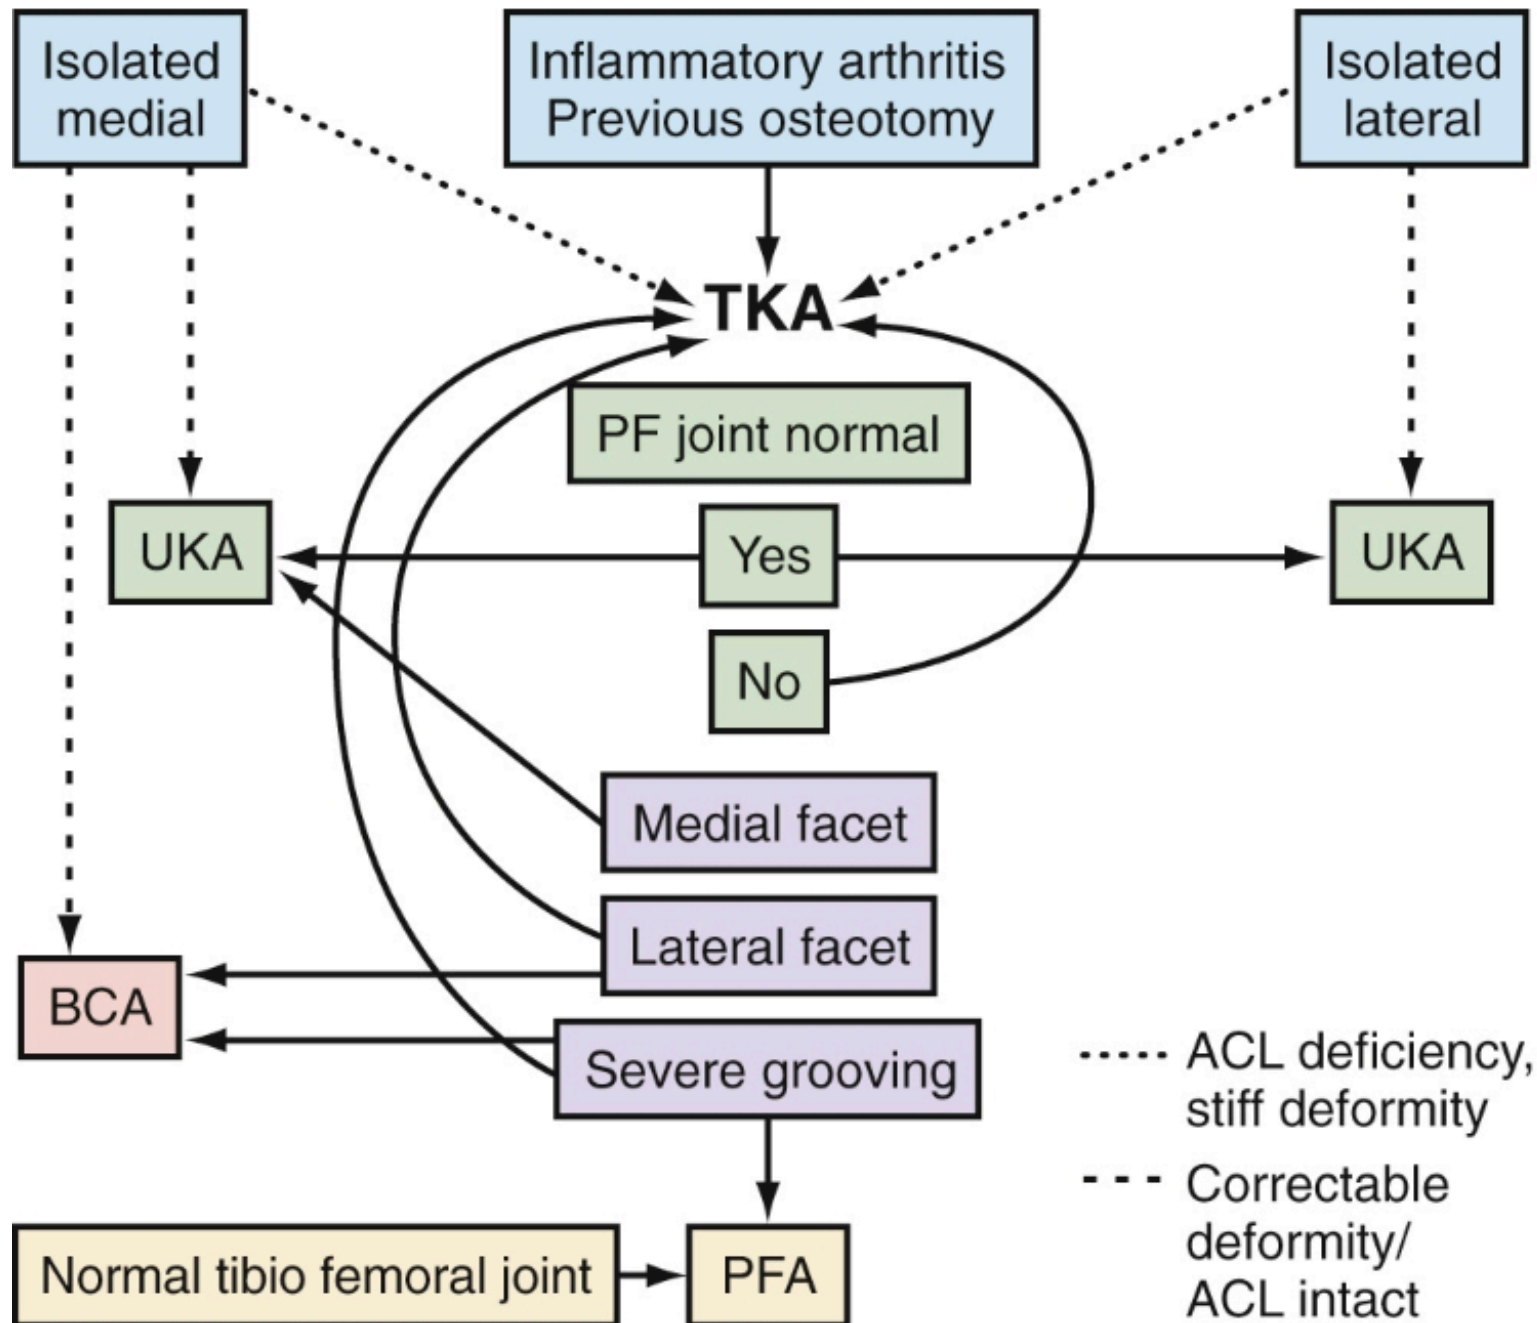 Isolated
medial
Inflammatory arthritis
Previous osteotomy
Isolated
lateral
TKA
PF joint normal
UKA
Yes
UKA
No
Medial facet
Lateral facet
BCA
Severe grooving
ACL deficiency,
stiff deformity
Correctable
deformity/
ACL intact
Normal tibio femoral joint
PFA